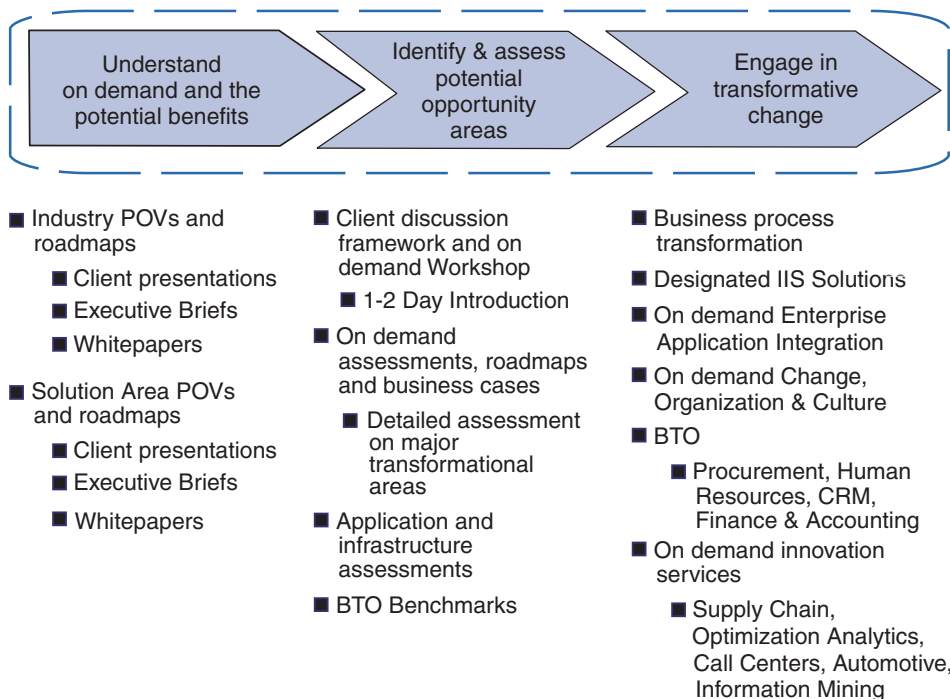 Understand
on demand and the
potential benefits
Identify & assess
potential
opportunity
areas
Engage in
transformative
change
■ Industry POVs and
roadmaps
■ Client presentations
■ Executive Briefs
■ Whitepapers
■ Solution Area POVs
and roadmaps
■ Client presentations
■ Executive Briefs
■ Whitepapers
■ Client discussion
framework and on
demand Workshop
■ 1-2 Day Introduction
■ On demand
assessments, roadmaps
and business cases
■ Detailed assessment
on major
transformational
areas
■ Application and
infrastructure
assessments
■ BTO Benchmarks
■ Business process
transformation
■ Designated IIS Solutions
■ On demand Enterprise
Application Integration
■ On demand Change,
Organization & Culture
■ BTO
■ Procurement, Human
Resources, CRM,
Finance & Accounting
■ On demand innovation
services
■ Supply Chain,
Optimization Analytics,
Call Centers, Automotive,
Information Mining